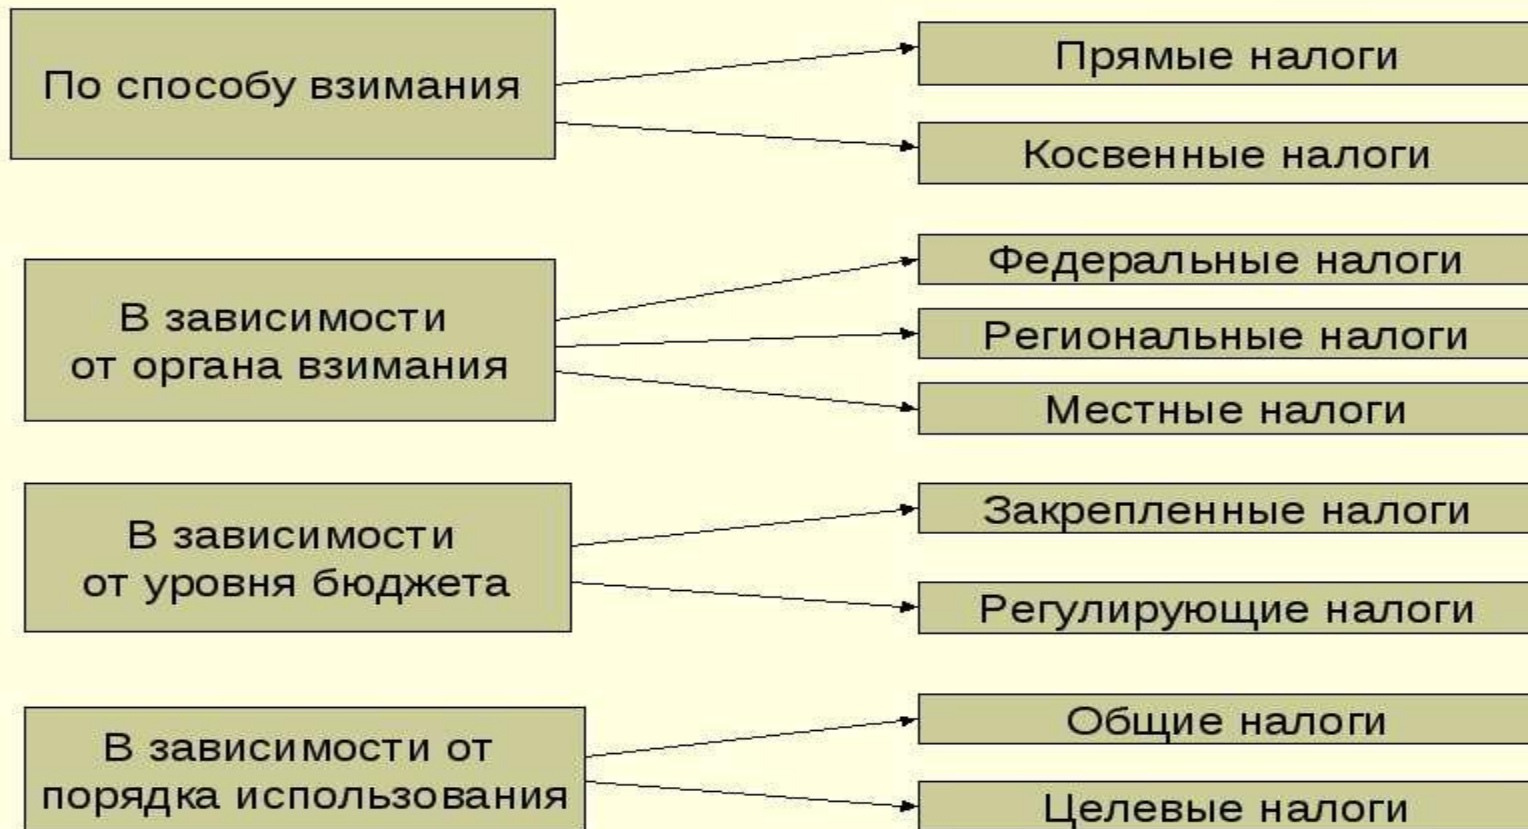 По способу взимания
Прямые налоги
Косвенные налоги
В зависимости
от органа взимания
Федеральные налоги
Региональные налоги
Местные налоги
В зависимости
от уровня бюджета
Закрепленные налоги
Регулирующие налоги
В зависимости от
порядка использования
Общие налоги
Целевые налоги